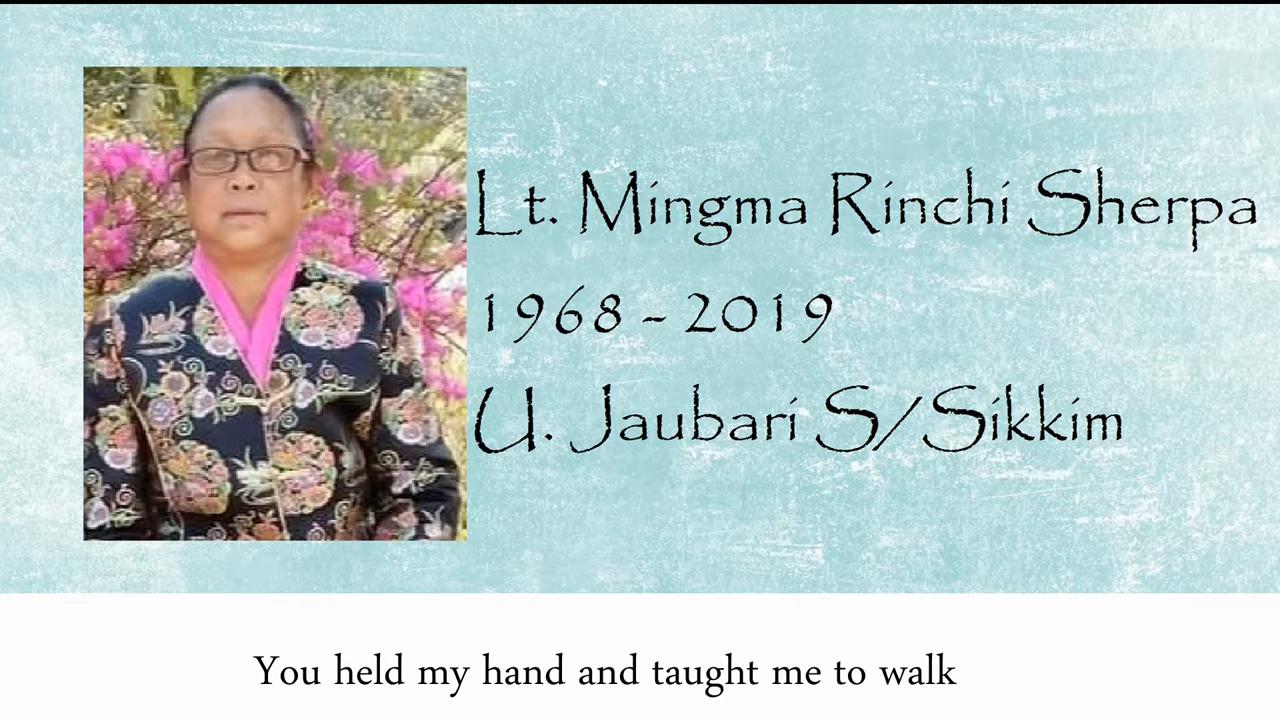 Lt. Mingma Rinchi Sherpa
1968 - 2019
U. Jaubari S/Sikkim
You held my hand and taught me to walk